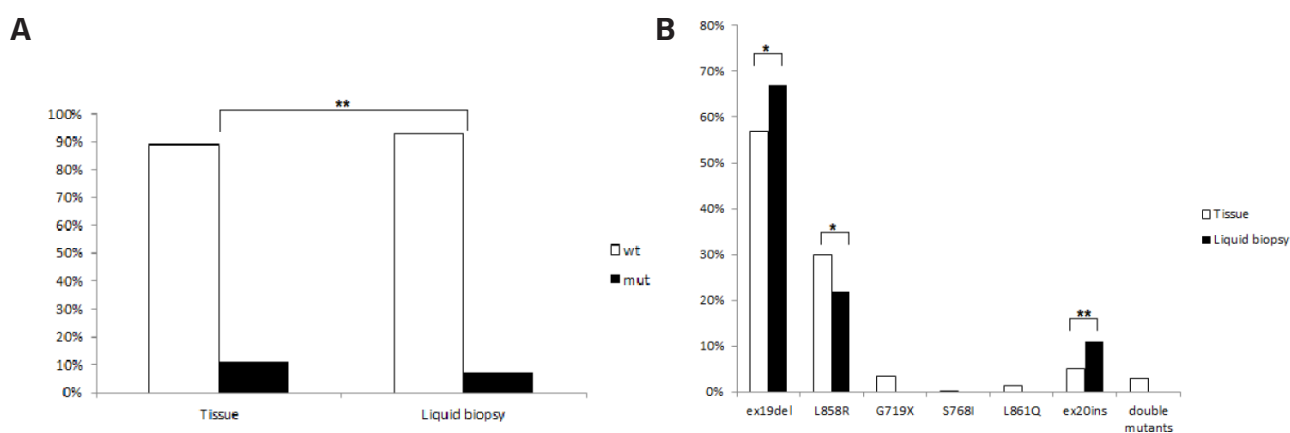 A
**
100%
90%
80%
70%
60%
50%
40%
30%
20%
10%
0%
Tissue
Liquid biopsy
wt
mut
B
80%
70%
60%
50%
40%
30%
20%
10%
0%
*
*
**
ex19del
L858R
G719X
S768I
L861Q
ex20ins
double
mutants
Tissue
Liquid biopsy